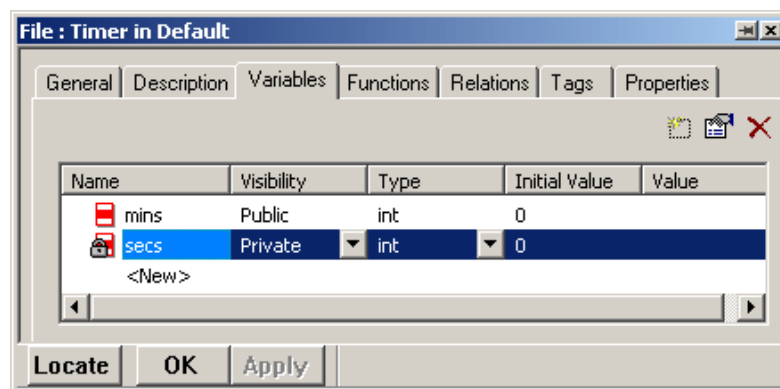 File : Timer in Default
General Description Variables Functions Relations Tags Properties
Name Visibility Type Initial Value Value
mins Public int 0
secs Private int 0
<New>
Locate OK Apply